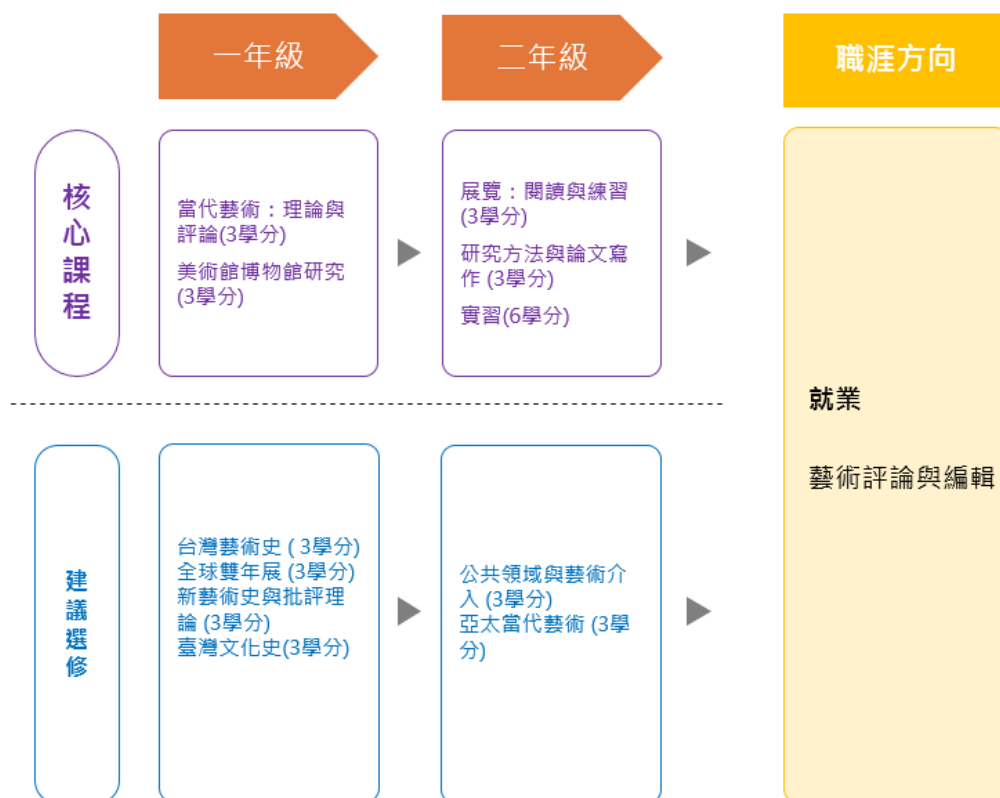 一年級
二年級
職涯方向
核
心
課
程
當代藝術：理論與
評論(3學分)
美術館博物館研究
(3學分)
展覽：閱讀與練習
(3學分)
研究方法與論文寫
作 (3學分)
實習(6學分)
就業
藝術評論與編輯
建
議
選
修
台灣藝術史 ( 3學分)
全球雙年展 (3學分)
新藝術史與批評理
論 (3學分)
臺灣文化史(3學分)
公共領域與藝術介
入 (3學分)
亞太當代藝術 (3學
分)